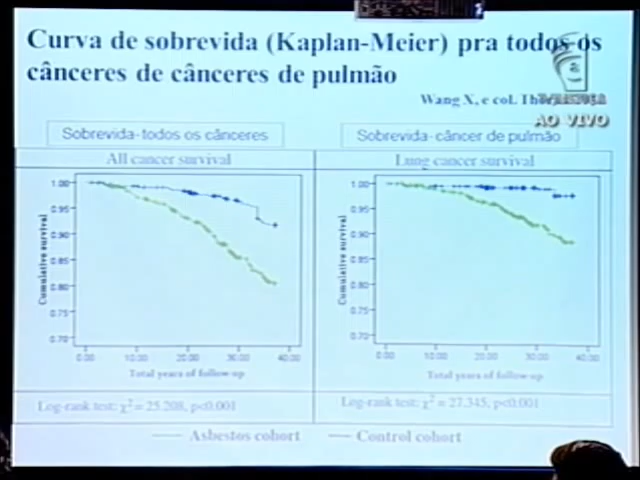 Curva de sobrevida (Kaplan-Meier) pra todos os
cânceres de cânceres de pulmão
Wang X, e col.
AO VIVO
Sobrevida-todos os cânceres
Sobrevida-câncer de pulmão
All cancer survival
Lung cancer survival
Cumulative survival
1.00
0.95
0.90
0.85
0.80
0.75
0.70
0.00 10.00 20.00 30.00 40.00
Total years of follow-up
Cumulative survival
1.00
0.95
0.90
0.85
0.80
0.75
0.70
0.00 10.00 20.00 30.00 40.00
Total years of follow-up
Log-rank test: χ² = 25.208, p<0.001
Log-rank test: χ² = 27.345, p<0.001
Asbestos cohort Control cohort